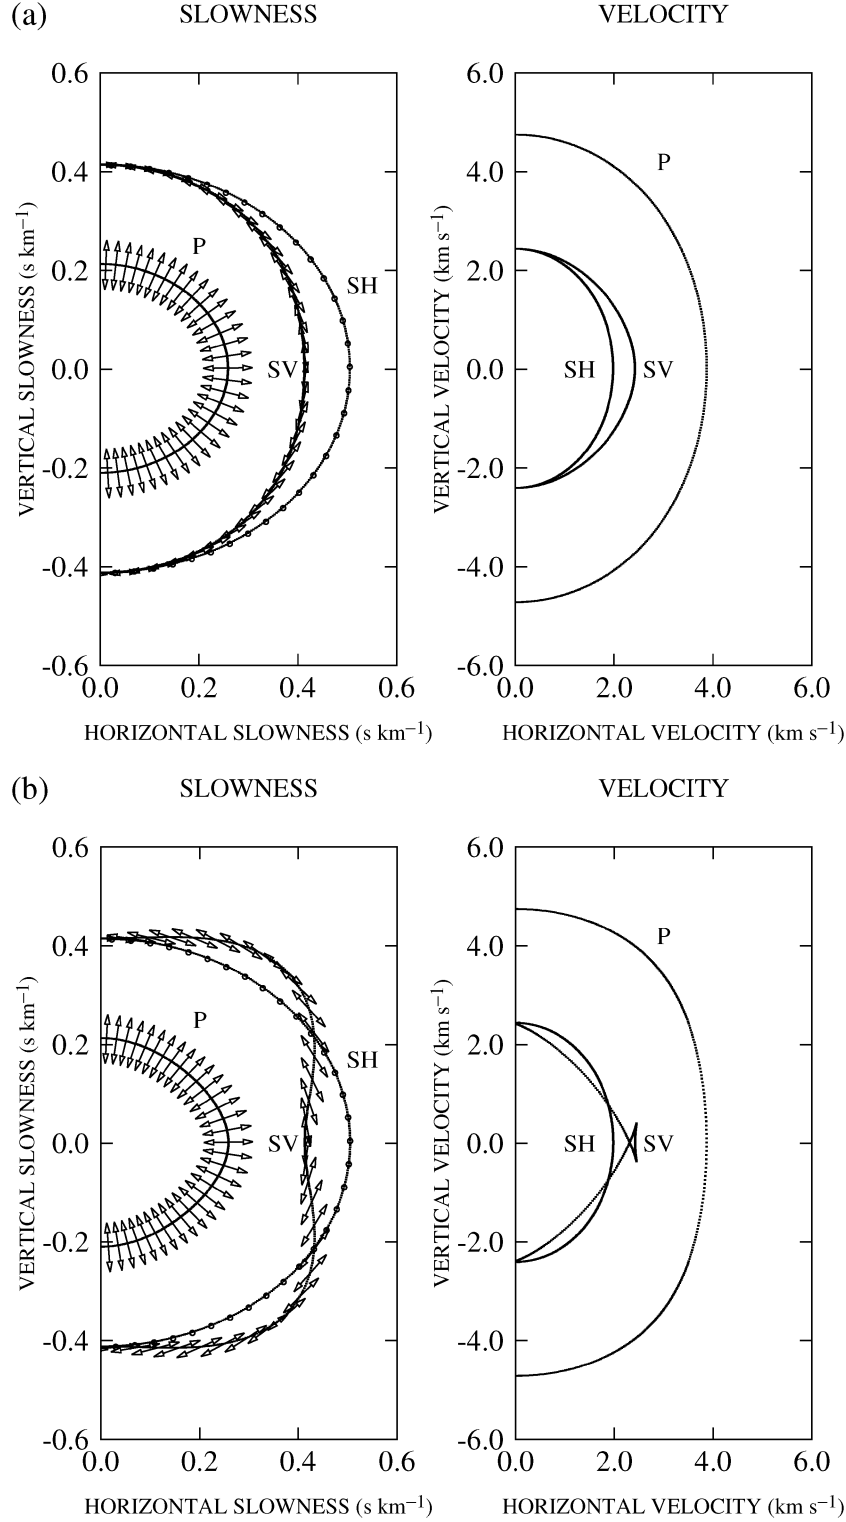 (a)
SLOWNESS
VELOCITY
0.6
0.4
0.2
0.0
-0.2
-0.4
-0.6
VERTICAL SLOWNESS (s km⁻¹)
P
SH
SV
0.0
0.2
0.4
0.6
HORIZONTAL SLOWNESS (s km⁻¹)
6.0
4.0
2.0
0.0
-2.0
-4.0
-6.0
VERTICAL VELOCITY (km s⁻¹)
P
SH
SV
0.0
2.0
4.0
6.0
HORIZONTAL VELOCITY (km s⁻¹)
(b)
SLOWNESS
VELOCITY
0.6
0.4
0.2
0.0
-0.2
-0.4
-0.6
VERTICAL SLOWNESS (s km⁻¹)
P
SH
SV
0.0
0.2
0.4
0.6
HORIZONTAL SLOWNESS (s km⁻¹)
6.0
4.0
2.0
0.0
-2.0
-4.0
-6.0
VERTICAL VELOCITY (km s⁻¹)
P
SH
SV
0.0
2.0
4.0
6.0
HORIZONTAL VELOCITY (km s⁻¹)